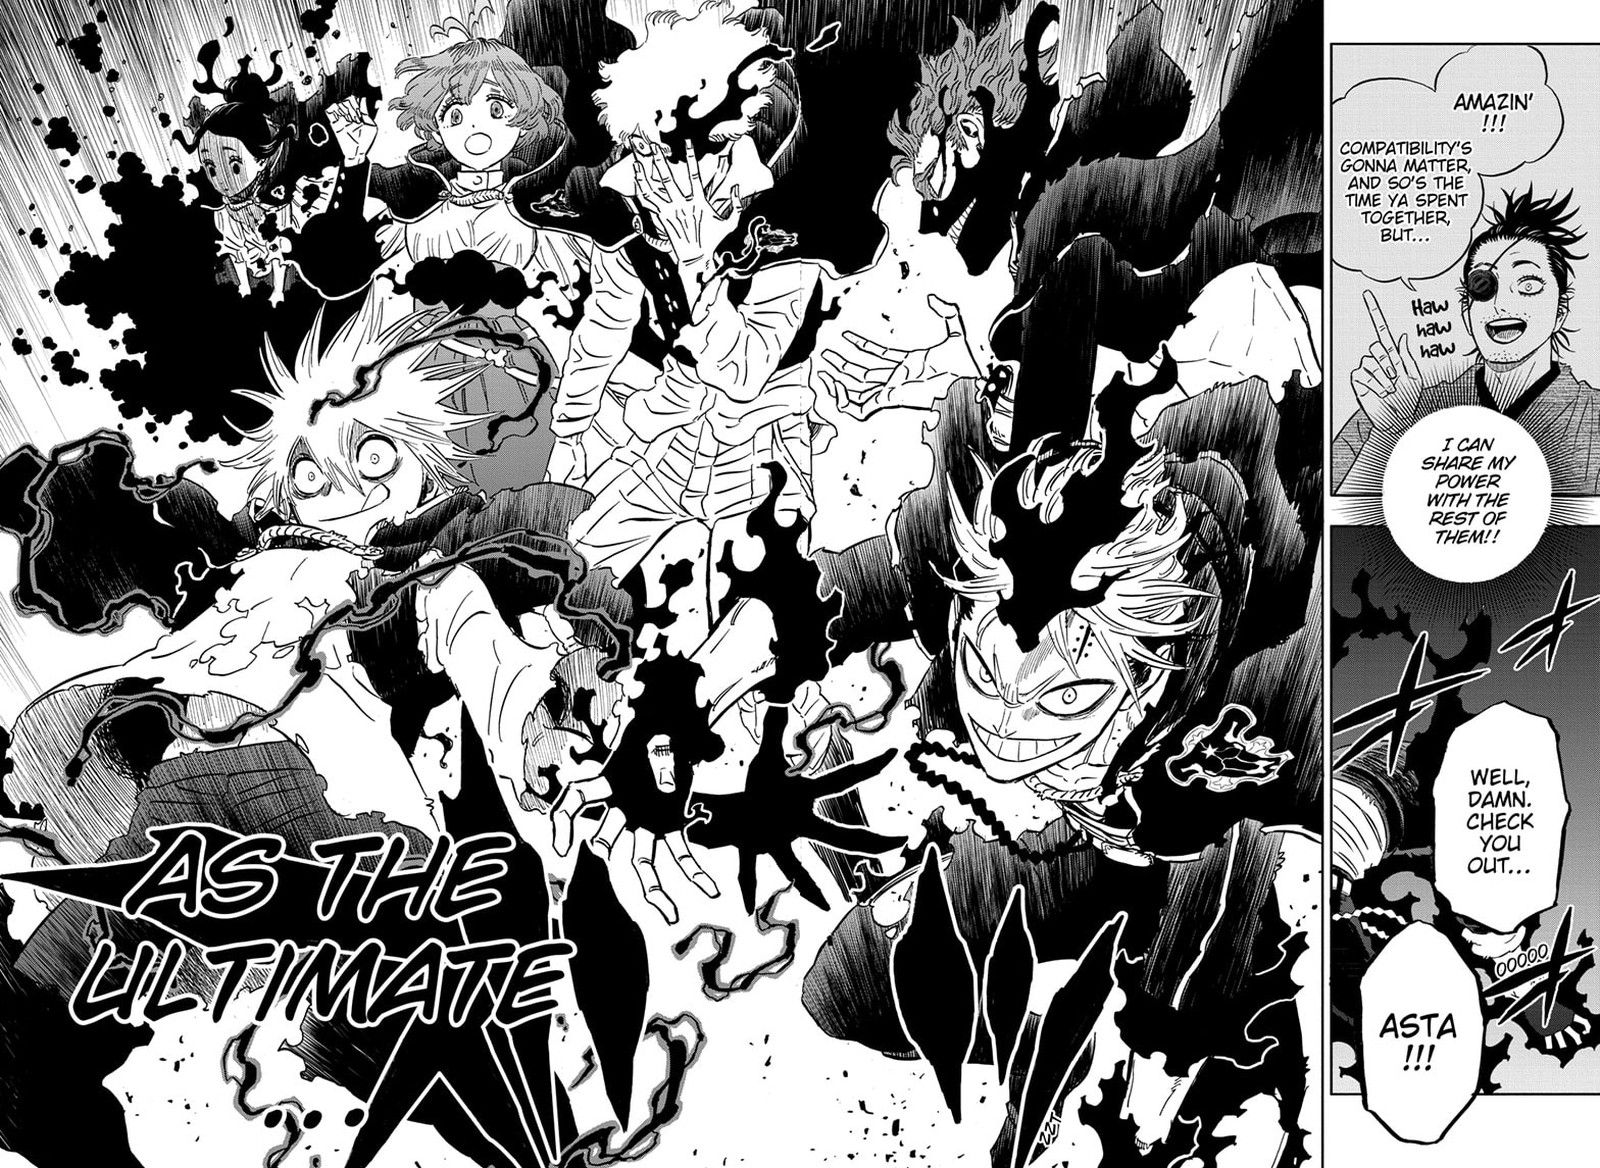 AMAZIN'
!!!
COMPATIBILITY'S
GONNA MATTER,
AND SO'S THE
TIME YA SPENT
TOGETHER,
BUT...
Haw
haw
haw
I CAN
SHARE MY
POWER
WITH THE
REST OF
THEM!!
WELL,
DAMN.
CHECK
YOU
OUT...
OOOOO
ASTA
!!!
AS THE
ULTIMATE
...
ZZT